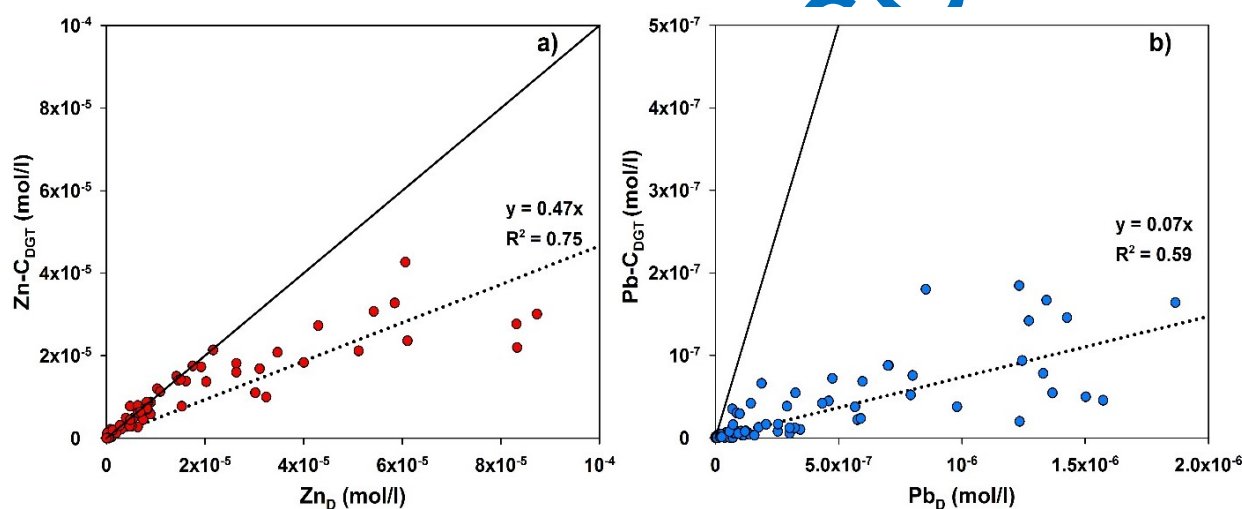 a)
10⁻⁴
8x10⁻⁵
6x10⁻⁵
4x10⁻⁵
2x10⁻⁵
0
Zn-C_DGT (mol/l)
y = 0.47x
R² = 0.75
0 2x10⁻⁵ 4x10⁻⁵ 6x10⁻⁵ 8x10⁻⁵ 10⁻⁴
Zn_D (mol/l)
b)
5x10⁻⁷
4x10⁻⁷
3x10⁻⁷
2x10⁻⁷
10⁻⁷
0
Pb-C_DGT (mol/l)
y = 0.07x
R² = 0.59
0 5.0x10⁻⁷ 10⁻⁶ 1.5x10⁻⁶ 2.0x10⁻⁶
Pb_D (mol/l)